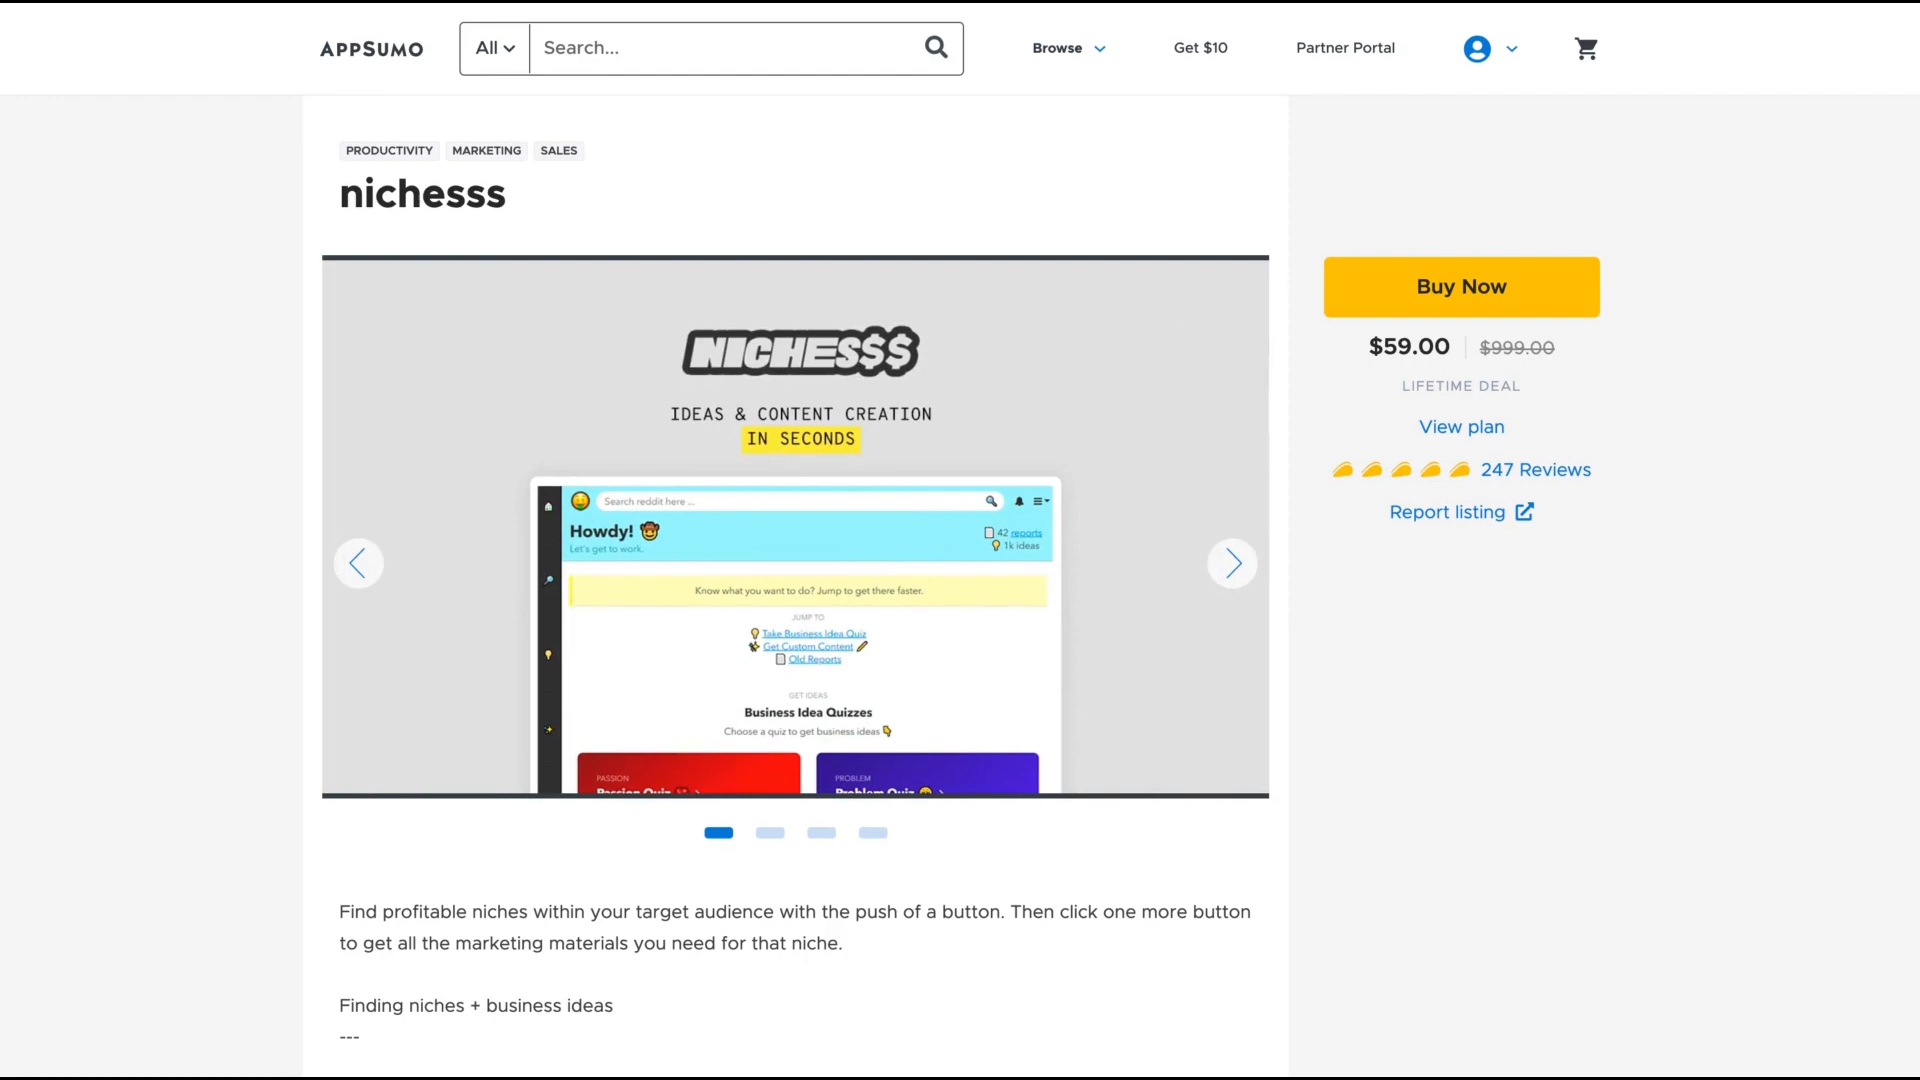 APPSUMO
All
Search...
Browse
Get $10
Partner Portal
PRODUCTIVITY MARKETING SALES
nichesss
NICHES$$
IDEAS & CONTENT CREATION
IN SECONDS
Search reddit here ...
Howdy!
Let's get to work.
42 reports
1k ideas
Know what you want to do? Jump to get there faster.
JUMP TO
Take Business Idea Quiz
Get Custom Content
Old Reports
GET IDEAS
Business Idea Quizzes
Choose a quiz to get business ideas
PASSION
Passion Quiz
PROBLEM
Problem Quiz
Buy Now
$59.00 $999.00
LIFETIME DEAL
View plan
247 Reviews
Report listing
Find profitable niches within your target audience with the push of a button. Then click one more button
to get all the marketing materials you need for that niche.
Finding niches + business ideas
---